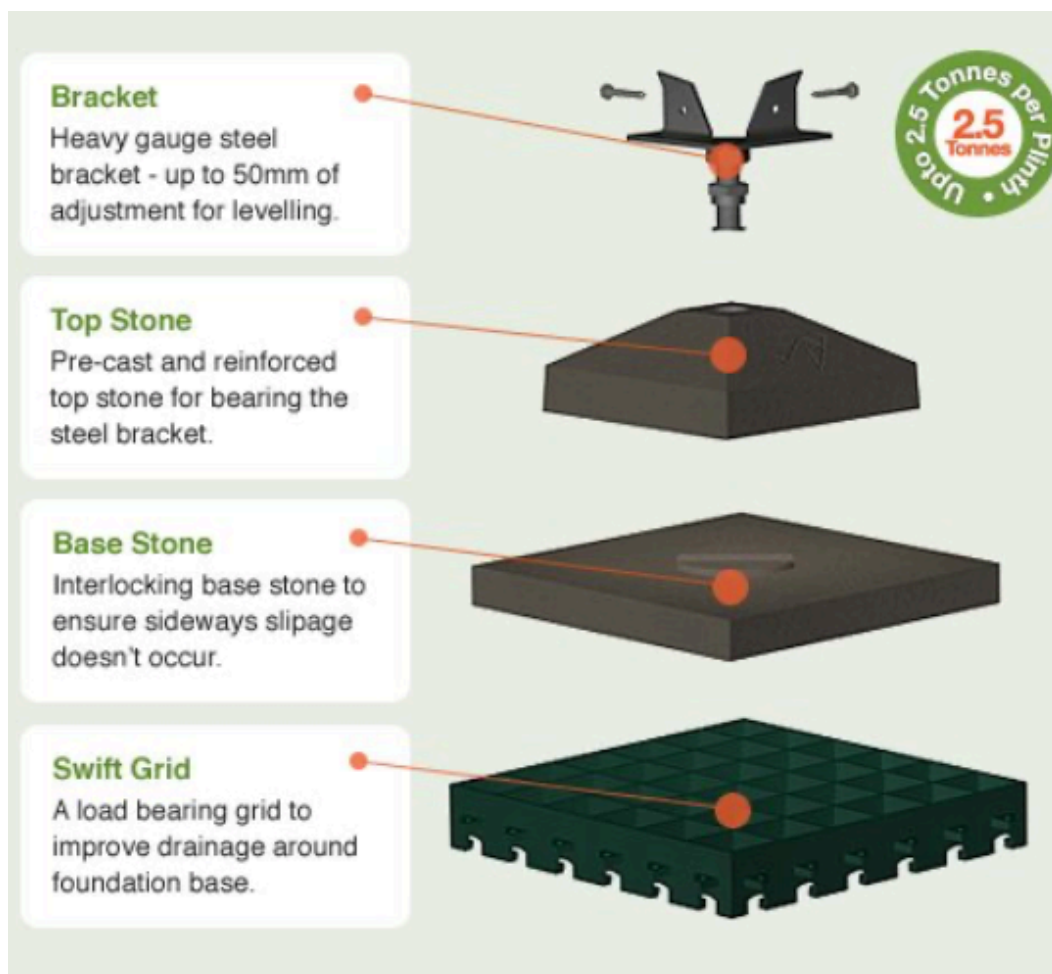 Bracket
Heavy gauge steel
bracket - up to 50mm of
adjustment for levelling.
Upto 2.5 Tonnes per Plinth •
2.5
Tonnes
Top Stone
Pre-cast and reinforced
top stone for bearing the
steel bracket.
Base Stone
Interlocking base stone to
ensure sideways slippage
doesn't occur.
Swift Grid
A load bearing grid to
improve drainage around
foundation base.